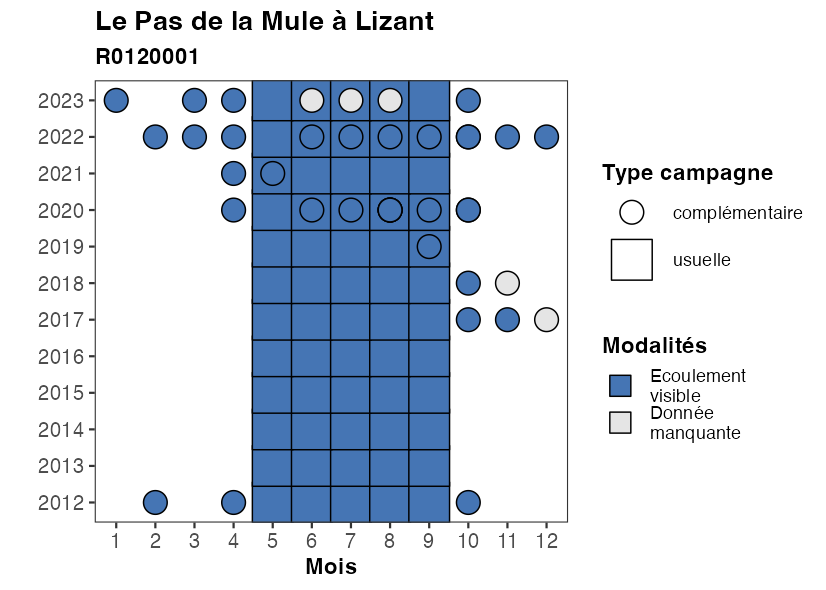 Le Pas de la Mule à Lizant
R0120001
2023
2022
2021
2020
2019
2018
2017
2016
2015
2014
2013
2012
1 2 3 4 5 6 7 8 9 10 11 12
Mois
Type campagne
complémentaire
usuelle
Modalités
Ecoulement
visible
Donnée
manquante